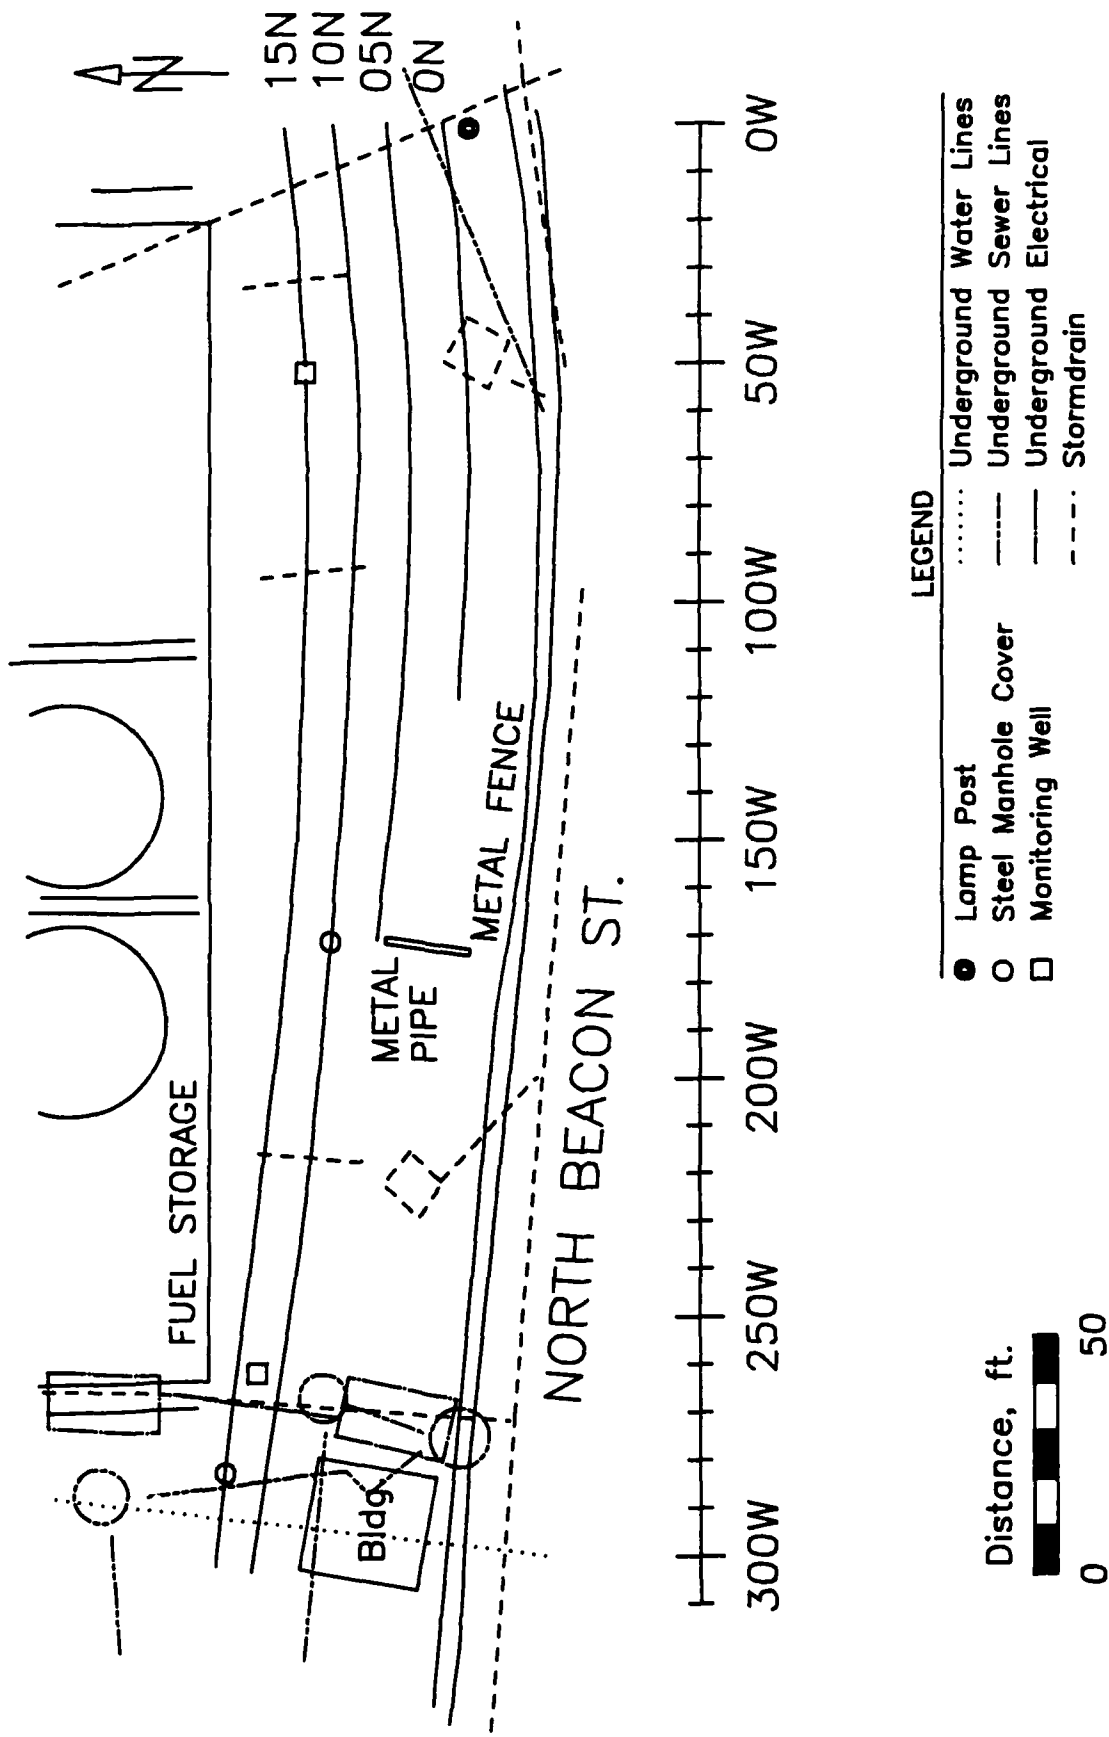 N
15N
10N
05N
0N
FUEL STORAGE
METAL
PIPE
METAL FENCE
Bldg
NORTH BEACON ST.
300W
250W
200W
150W
100W
50W
0W
Distance, ft.
0
50
LEGEND
Lamp Post
Steel Manhole Cover
Monitoring Well
Underground Water Lines
Underground Sewer Lines
Underground Electrical
Stormdrain